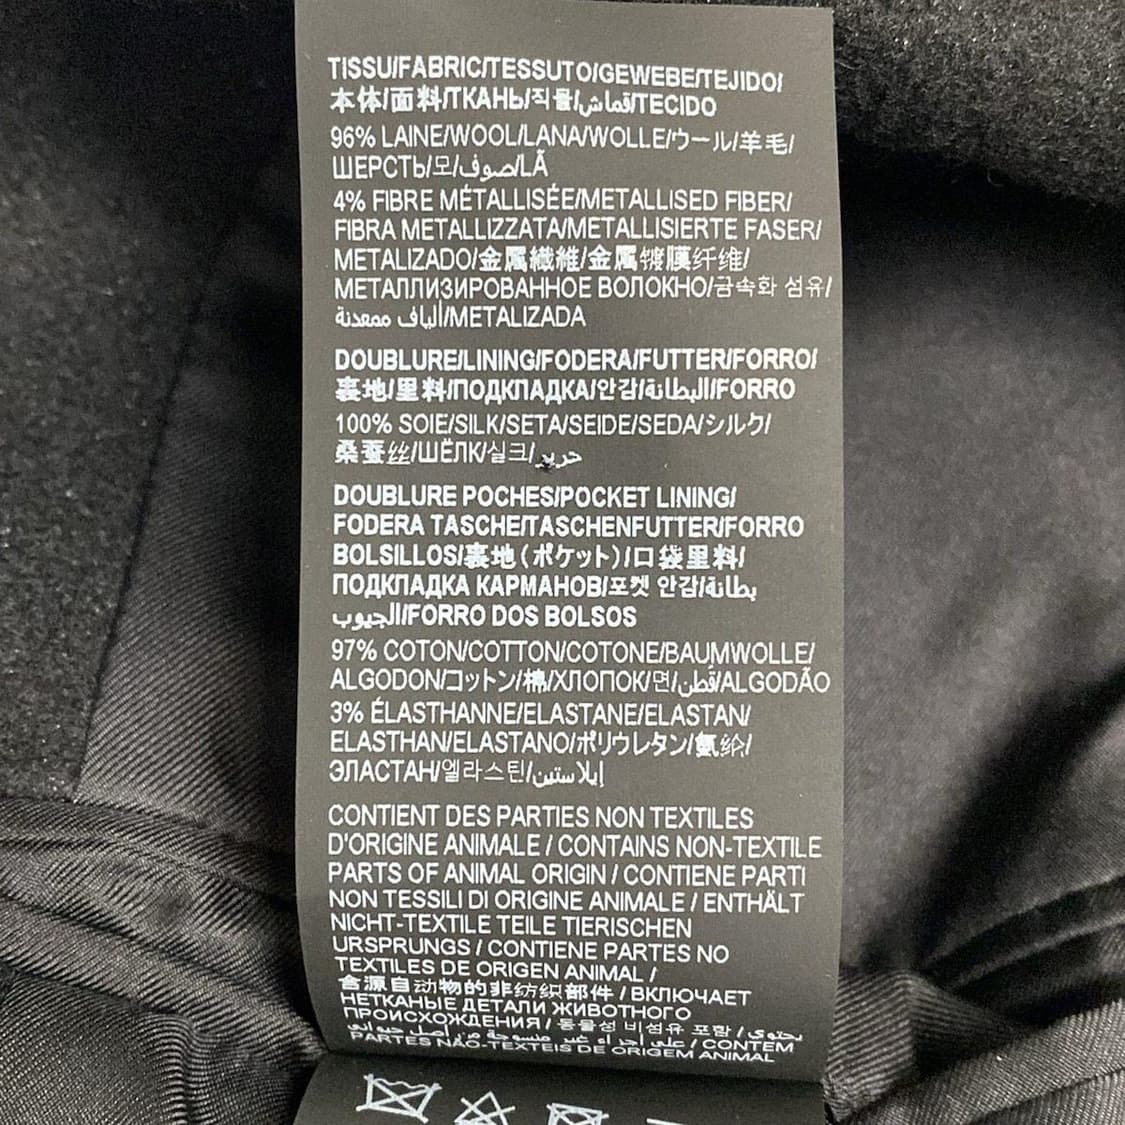 TISSU/FABRIC/TESSUTO/GEWEBE/TEJIDO/
本体/面料/ТКАНЬ/직물/قماش/TECIDO
96% LAINE/WOOL/LANA/WOLLE/ウール/羊毛/
ШЕРСТЬ/모/صوف/LÃ
4% FIBRE MÉTALLISÉE/METALLISED FIBER/
FIBRA METALLIZZATA/METALLISIERTE FASER/
METALIZADO/金属繊維/金属镀膜纤维/
МЕТАЛЛИЗИРОВАННОЕ ВОЛОКНО/금속화 섬유/
ألياف ممعدنة/METALIZADA
DOUBLURE/LINING/FODERA/FUTTER/FORRO/
裏地/里料/ПОДКЛАДКА/안감/البطانة/FORRO
100% SOIE/SILK/SETA/SEIDE/SEDA/シルク/
桑蚕丝/ШЁЛК/실크/حرير
DOUBLURE POCHES/POCKET LINING/
FODERA TASCHE/TASCHENFUTTER/FORRO
BOLSILLOS/裏地(ポケット)/口袋里料/
ПОДКЛАДКА КАРМАНОВ/포켓 안감/بطانة
الجيوب/FORRO DOS BOLSOS
97% COTON/COTTON/COTONE/BAUMWOLLE/
ALGODON/コットン/棉/ХЛОПОК/면/قطن/ALGODÃO
3% ÉLASTHANNE/ELASTANE/ELASTAN/
ELASTHAN/ELASTANO/ポリウレタン/氨纶/
ЭЛАСТАН/엘라스틴/إيلاستين
CONTIENT DES PARTIES NON TEXTILES
D'ORIGINE ANIMALE / CONTAINS NON-TEXTILE
PARTS OF ANIMAL ORIGIN / CONTIENE PARTI
NON TESSILI DI ORIGINE ANIMALE / ENTHÄLT
NICHT-TEXTILE TEILE TIERISCHEN
URSPRUNGS / CONTIENE PARTES NO
TEXTILES DE ORIGEN ANIMAL /
含源自动物的非纺织部件 / ВКЛЮЧАЕТ
НЕТКАНЫЕ ДЕТАЛИ ЖИВОТНОГО
ПРОИСХОЖДЕНИЯ / 동물성 비섬유 포함 / يحتوي
على أجزاء غير منسوجة من أصل حيواني / CONTEM
PARTES NÃO-TEXTEIS DE ORIGEM ANIMAL